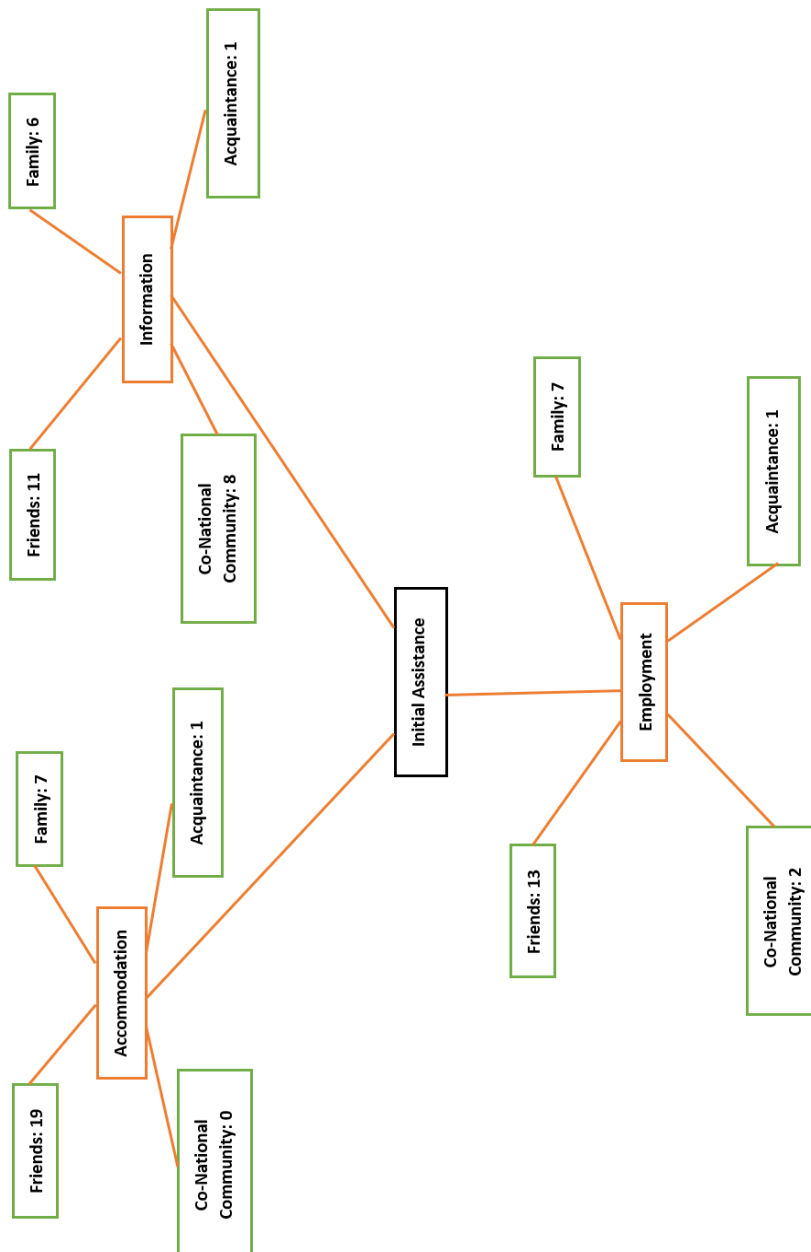 Friends: 19
Family: 7
Accommodation
Co-National
Community: 0
Acquaintance: 1
Friends: 11
Family: 6
Information
Co-National
Community: 8
Acquaintance: 1
Initial Assistance
Friends: 13
Family: 7
Employment
Co-National
Community: 2
Acquaintance: 1